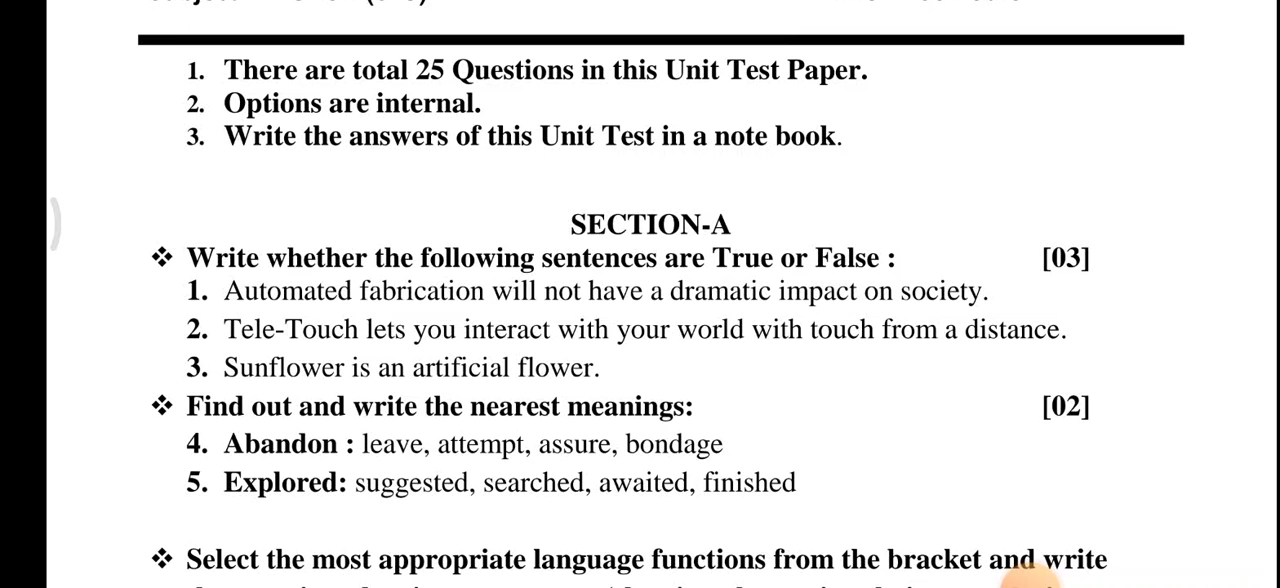 1. There are total 25 Questions in this Unit Test Paper.
2. Options are internal.
3. Write the answers of this Unit Test in a note book.
SECTION-A
❖ Write whether the following sentences are True or False : [03]
1. Automated fabrication will not have a dramatic impact on society.
2. Tele-Touch lets you interact with your world with touch from a distance.
3. Sunflower is an artificial flower.
❖ Find out and write the nearest meanings: [02]
4. Abandon : leave, attempt, assure, bondage
5. Explored: suggested, searched, awaited, finished
❖ Select the most appropriate language functions from the bracket and write